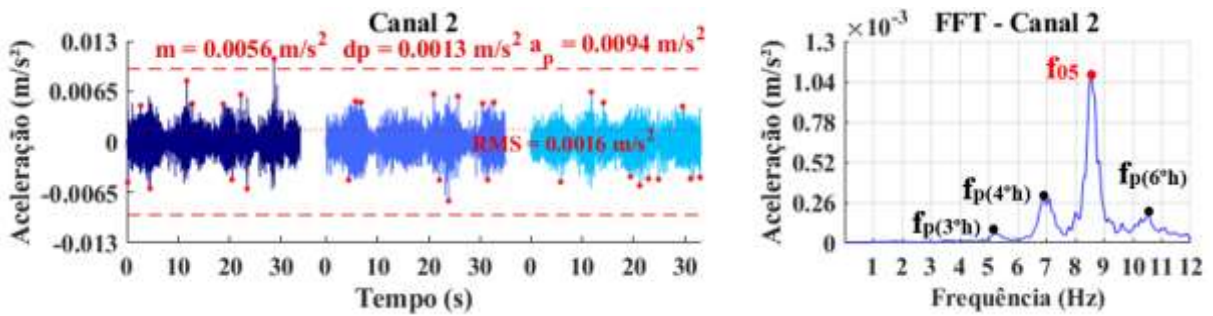 Canal 2
m = 0.0056 m/s² dp = 0.0013 m/s² aₚ = 0.0094 m/s²
Aceleração (m/s²)
0.013
0.0065
0
-0.0065
-0.013
RMS = 0.0016 m/s²
0 10 20 30 0 10 20 30 0 10 20 30
Tempo (s)
×10⁻³ FFT - Canal 2
Aceleração (m/s²)
1.3
1.04
0.78
0.52
0.26
0
f05
fp(3ºh)
fp(4ºh)
fp(6ºh)
1 2 3 4 5 6 7 8 9 10 11 12
Frequência (Hz)